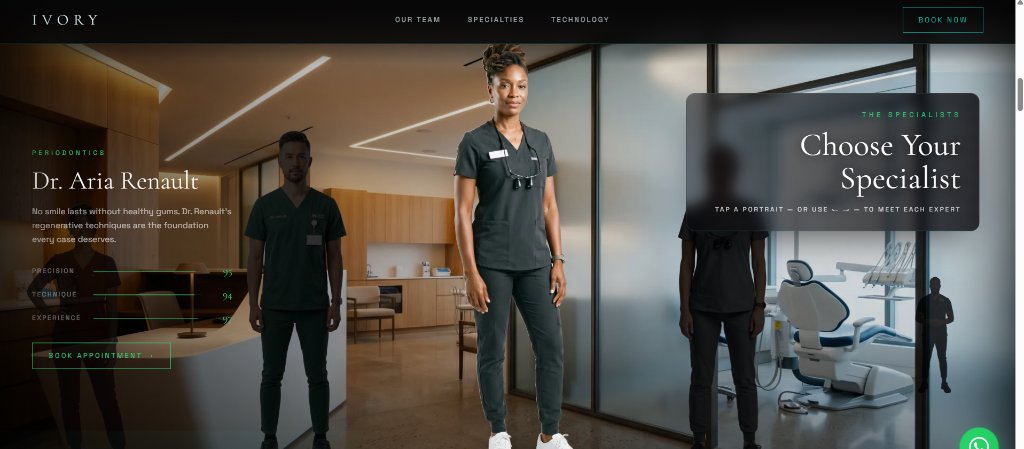 IVORY
OUR TEAM
SPECIALTIES
TECHNOLOGY
BOOK NOW
PERIODONTICS
Dr. Aria Renault
No smile lasts without healthy gums. Dr. Renault's
regenerative techniques are the foundation
every case deserves.
PRECISION 95
TECHNIQUE 94
EXPERIENCE 97
BOOK APPOINTMENT →
THE SPECIALISTS
Choose Your
Specialist
TAP A PORTRAIT — OR USE ← → — TO MEET EACH EXPERT